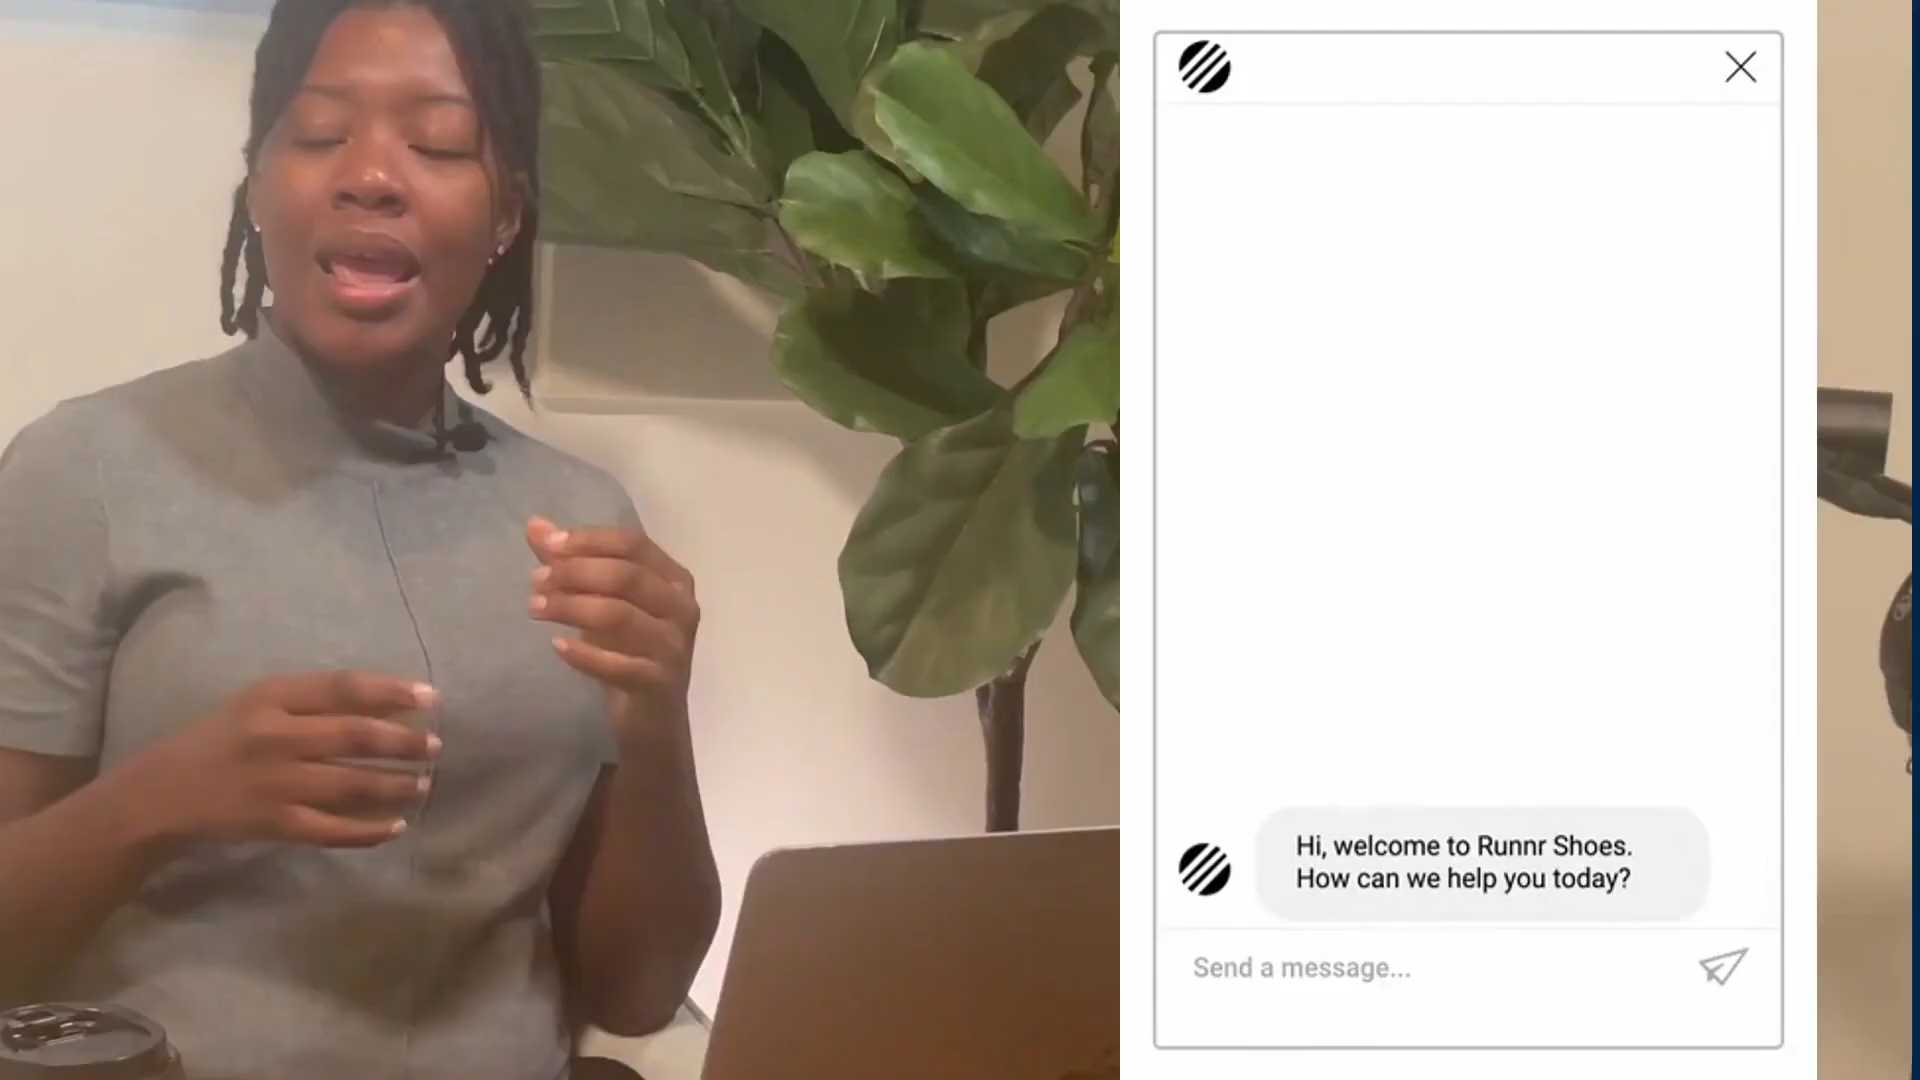 Hi, welcome to Runnr Shoes.
How can we help you today?
Send a message...